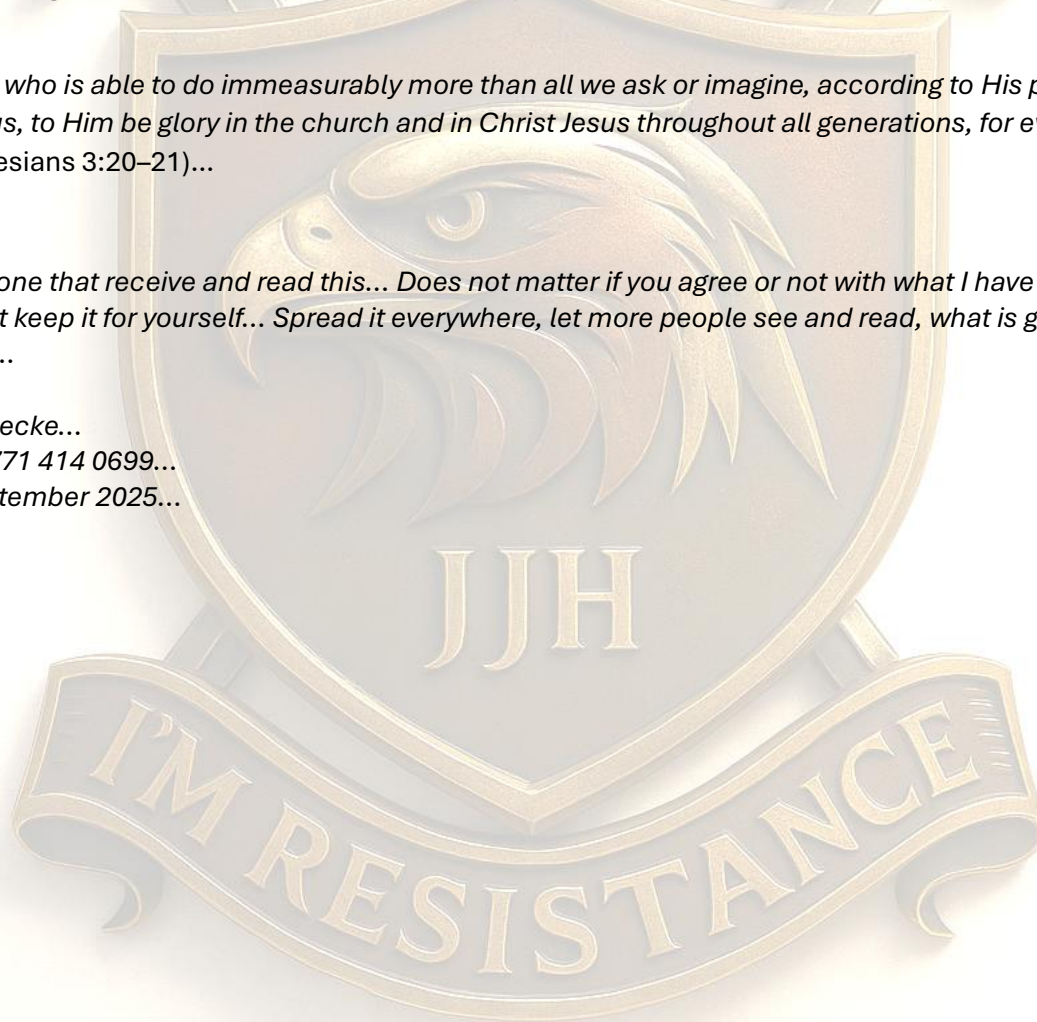 who is able to do immeasurably more than all we ask or imagine, according to His p
us, to Him be glory in the church and in Christ Jesus throughout all generations, for ev
esians 3:20–21)...
one that receive and read this... Does not matter if you agree or not with what I have
t keep it for yourself... Spread it everywhere, let more people see and read, what is g
..
ecke...
771 414 0699...
tember 2025...
JJH
I'M RESISTANCE